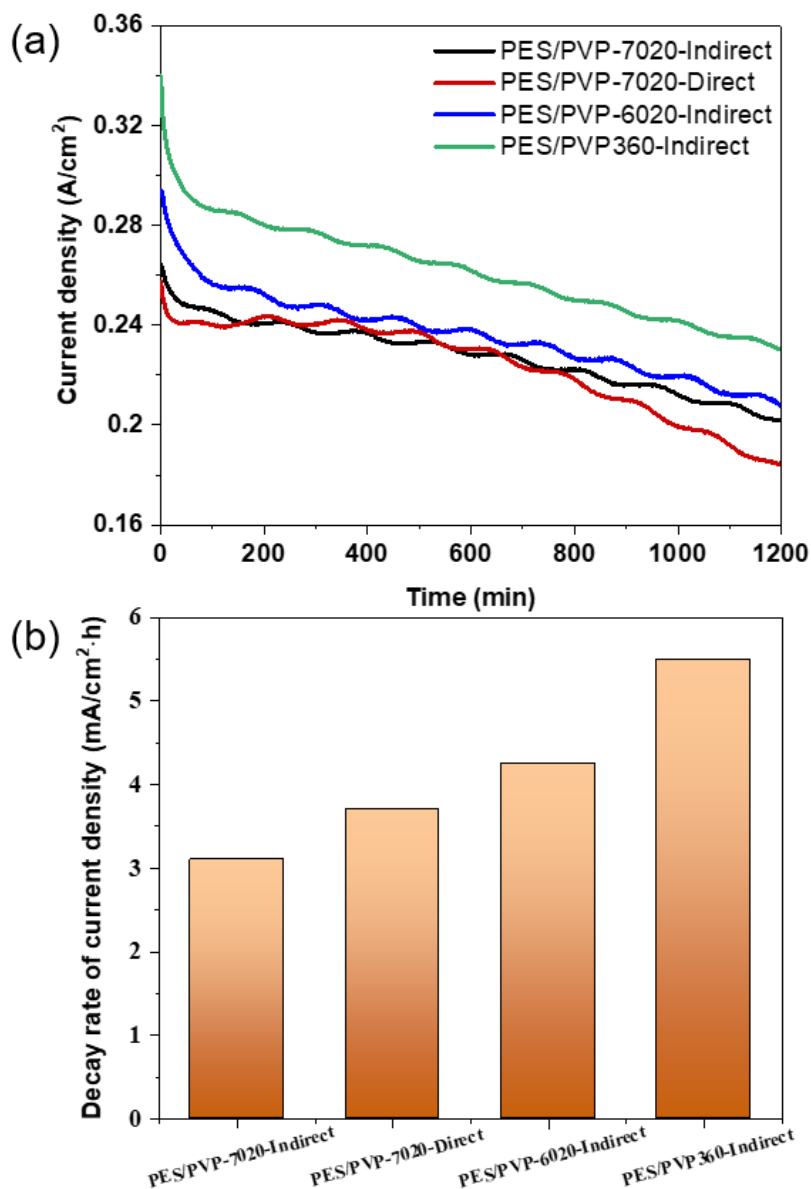 (a)
Current density (A/cm²)
0.36
0.32
0.28
0.24
0.2
0.16
PES/PVP-7020-Indirect
PES/PVP-7020-Direct
PES/PVP-6020-Indirect
PES/PVP360-Indirect
0
200
400
600
800
1000
1200
Time (min)
(b)
Decay rate of current density (mA/cm²·h)
6
5
4
3
2
1
0
PES/PVP-7020-Indirect
PES/PVP-7020-Direct
PES/PVP-6020-Indirect
PES/PVP360-Indirect